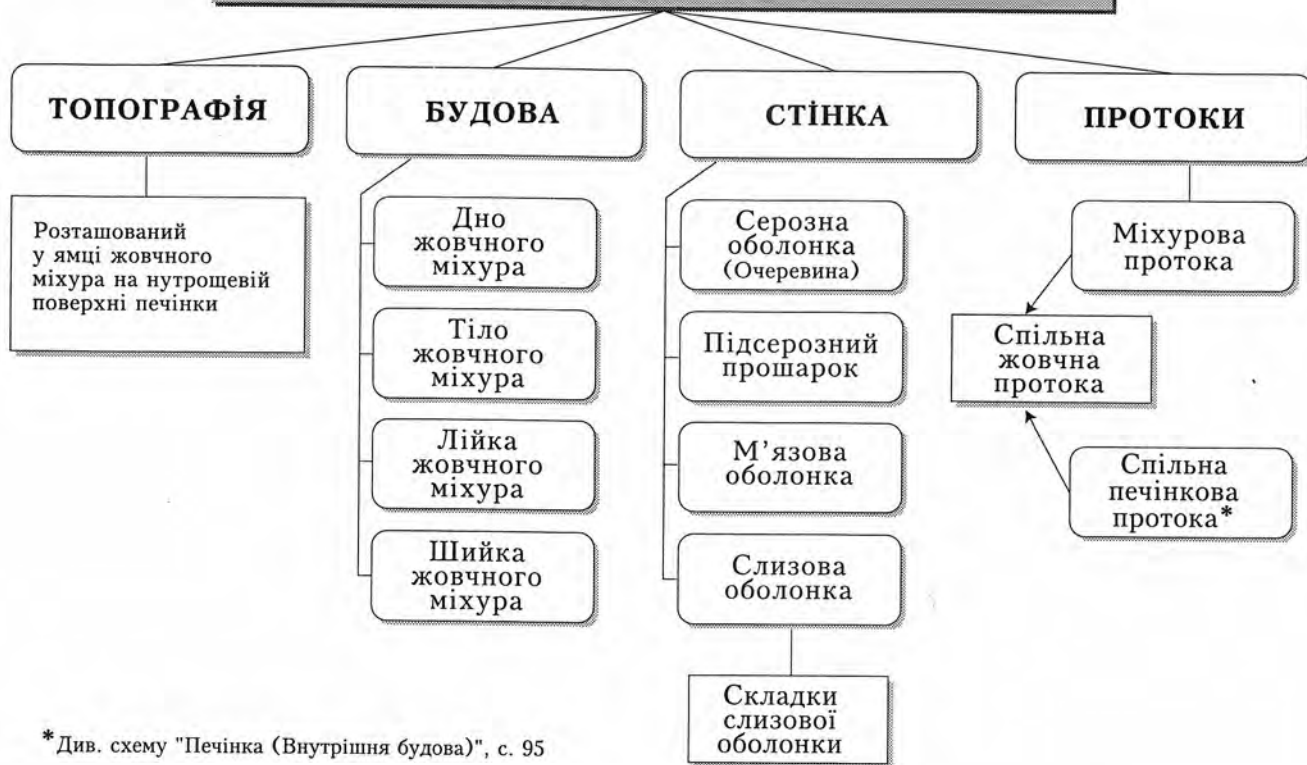 ТОПОГРАФІЯ
БУДОВА
СТІНКА
ПРОТОКИ
Розташований
у ямці жовчного
міхура на нутрощевій
поверхні печінки
Дно
жовчного
міхура
Тіло
жовчного
міхура
Лійка
жовчного
міхура
Шийка
жовчного
міхура
Серозна
оболонка
(Очеревина)
Підсерозний
прошарок
М’язова
оболонка
Слизова
оболонка
Складки
слизової
оболонки
Міхурова
протока
Спільна
жовчна
протока
Спільна
печінкова
протока*
*Див. схему "Печінка (Внутрішня будова)", с. 95